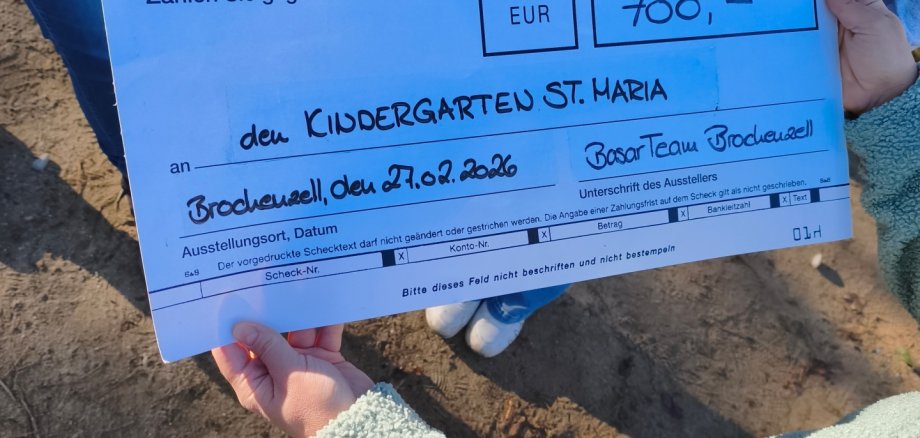 EUR
700,–
den KINDERGARTEN ST. MARIA
an
Brochenzell, den 27.02.2026
BasarTeam Brochenzell
Ausstellungsort, Datum
Unterschrift des Ausstellers
Der vorgedruckte Schecktext darf nicht geändert oder gestrichen werden. Die Angabe einer Zahlungsfrist auf dem Scheck gilt als nicht geschrieben.
Scheck-Nr. X Konto-Nr. X Betrag X Bankleitzahl X Text
01H
Bitte dieses Feld nicht beschriften und nicht bestempeln